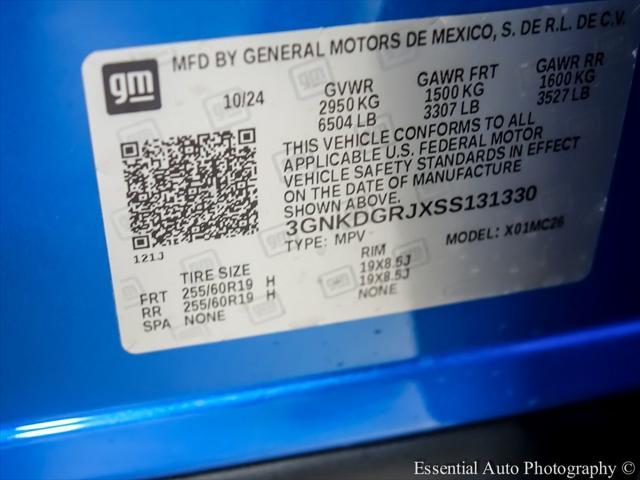 MFD BY GENERAL MOTORS DE MEXICO, S. DE R.L. DE C.V.
gm
10/24
GVWR
2950 KG
6504 LB
GAWR FRT
1500 KG
3307 LB
GAWR RR
1600 KG
3527 LB
THIS VEHICLE CONFORMS TO ALL
APPLICABLE U.S. FEDERAL MOTOR
VEHICLE SAFETY STANDARDS IN EFFECT
ON THE DATE OF MANUFACTURE
3GNKDGRJXSS131330
TYPE: MPV
MODEL: X01MC26
121J
TIRE SIZE
RIM
FRT 255/60R19 H 19X8.5J
RR 255/60R19 H 19X8.5J
SPA NONE NONE
Essential Auto Photography ©